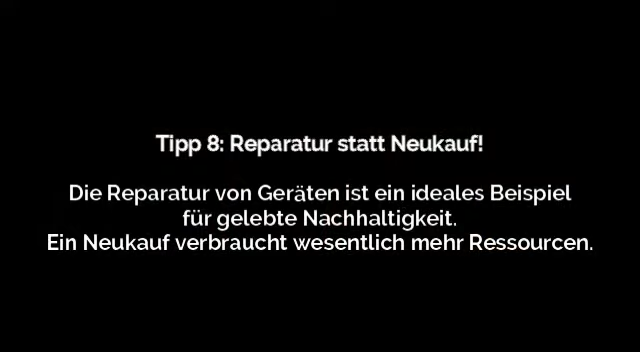 Tipp 8: Reparatur statt Neukauf!
Die Reparatur von Geräten ist ein ideales Beispiel
für gelebte Nachhaltigkeit.
Ein Neukauf verbraucht wesentlich mehr Ressourcen.